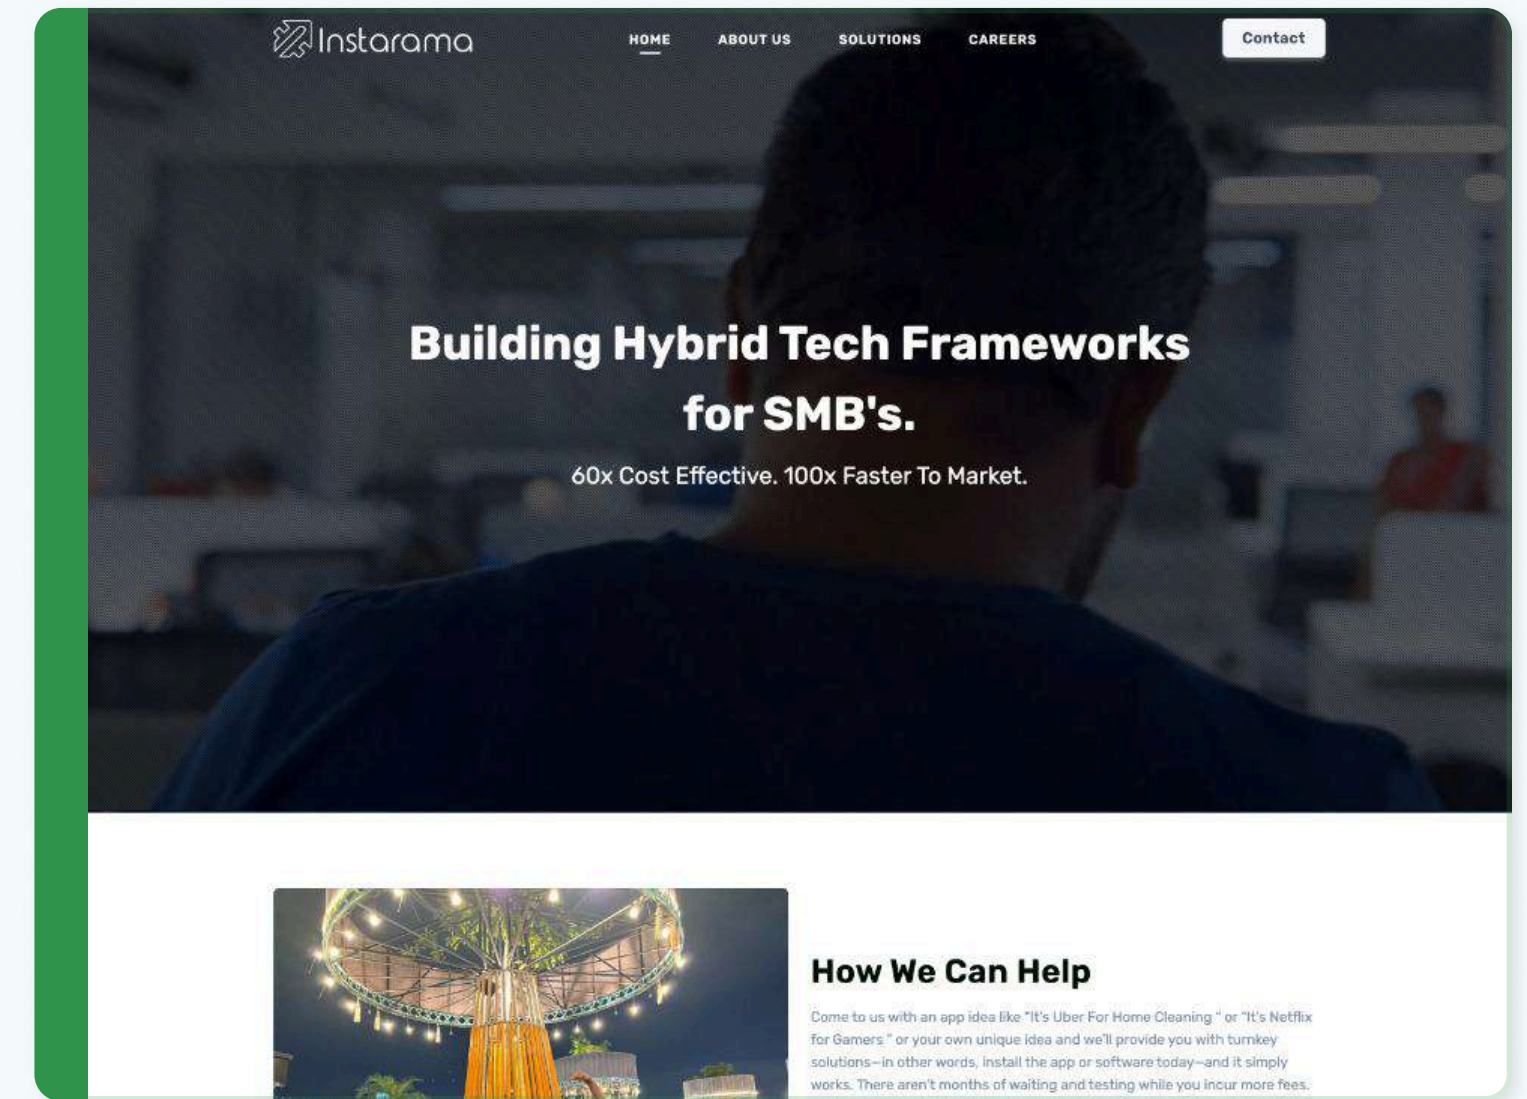 Instarama
HOME ABOUT US SOLUTIONS CAREERS
Contact
Building Hybrid Tech Frameworks
for SMB's.
60x Cost Effective. 100x Faster To Market.
How We Can Help
Come to us with an app idea like "It's Uber For Home Cleaning " or "It's Netflix
for Gamers " or your own unique idea and we'll provide you with turnkey
solutions—in other words, install the app or software today—and it simply
works. There aren't months of waiting and testing while you incur more fees.